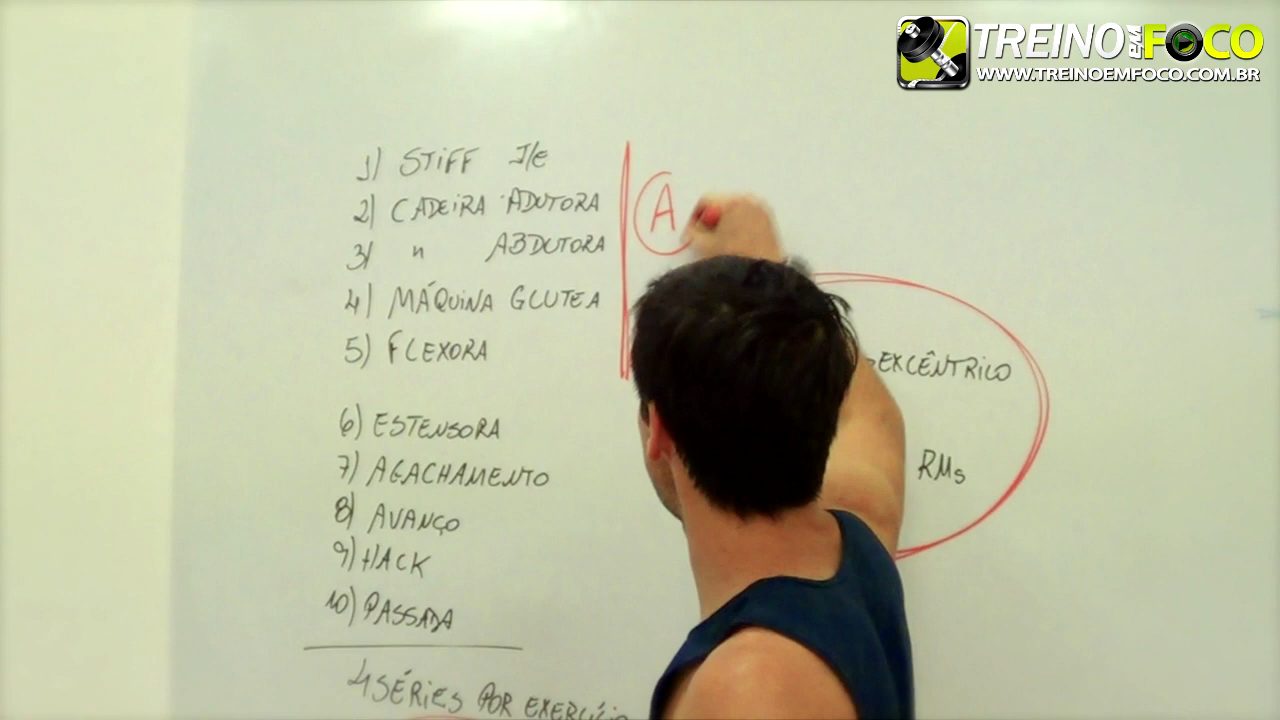 TREINO EM FOCO
WWW.TREINOEMFOCO.COM.BR
1) STIFF I/E
2) CADEIRA ADUTORA
3) " ABDUTORA
4) MÁQUINA GLUTEA
5) FLEXORA
6) ESTENSORA
7) AGACHAMENTO
8) AVANÇO
9) HACK
10) PASSADA
4 SÉRIES POR EXERCÍCIO
A
EXCÊNTRICO
RMs